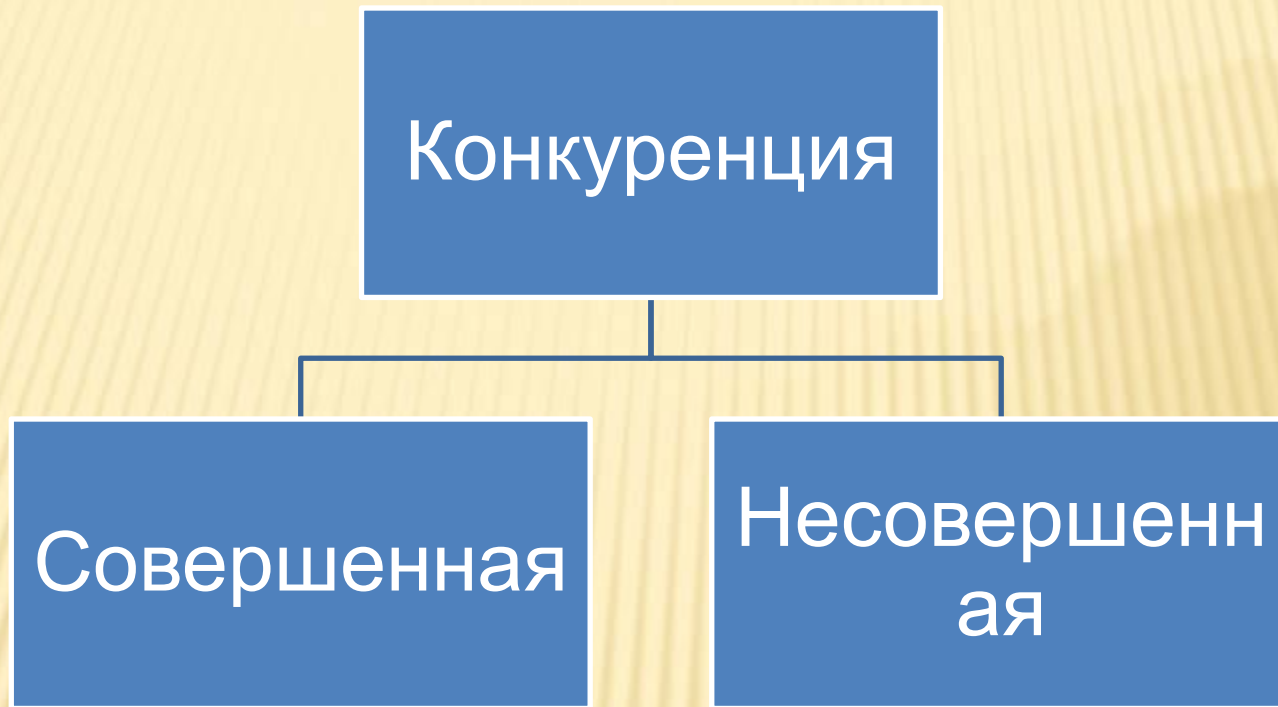 Конкуренция
Совершенная
Несовершенн
ая